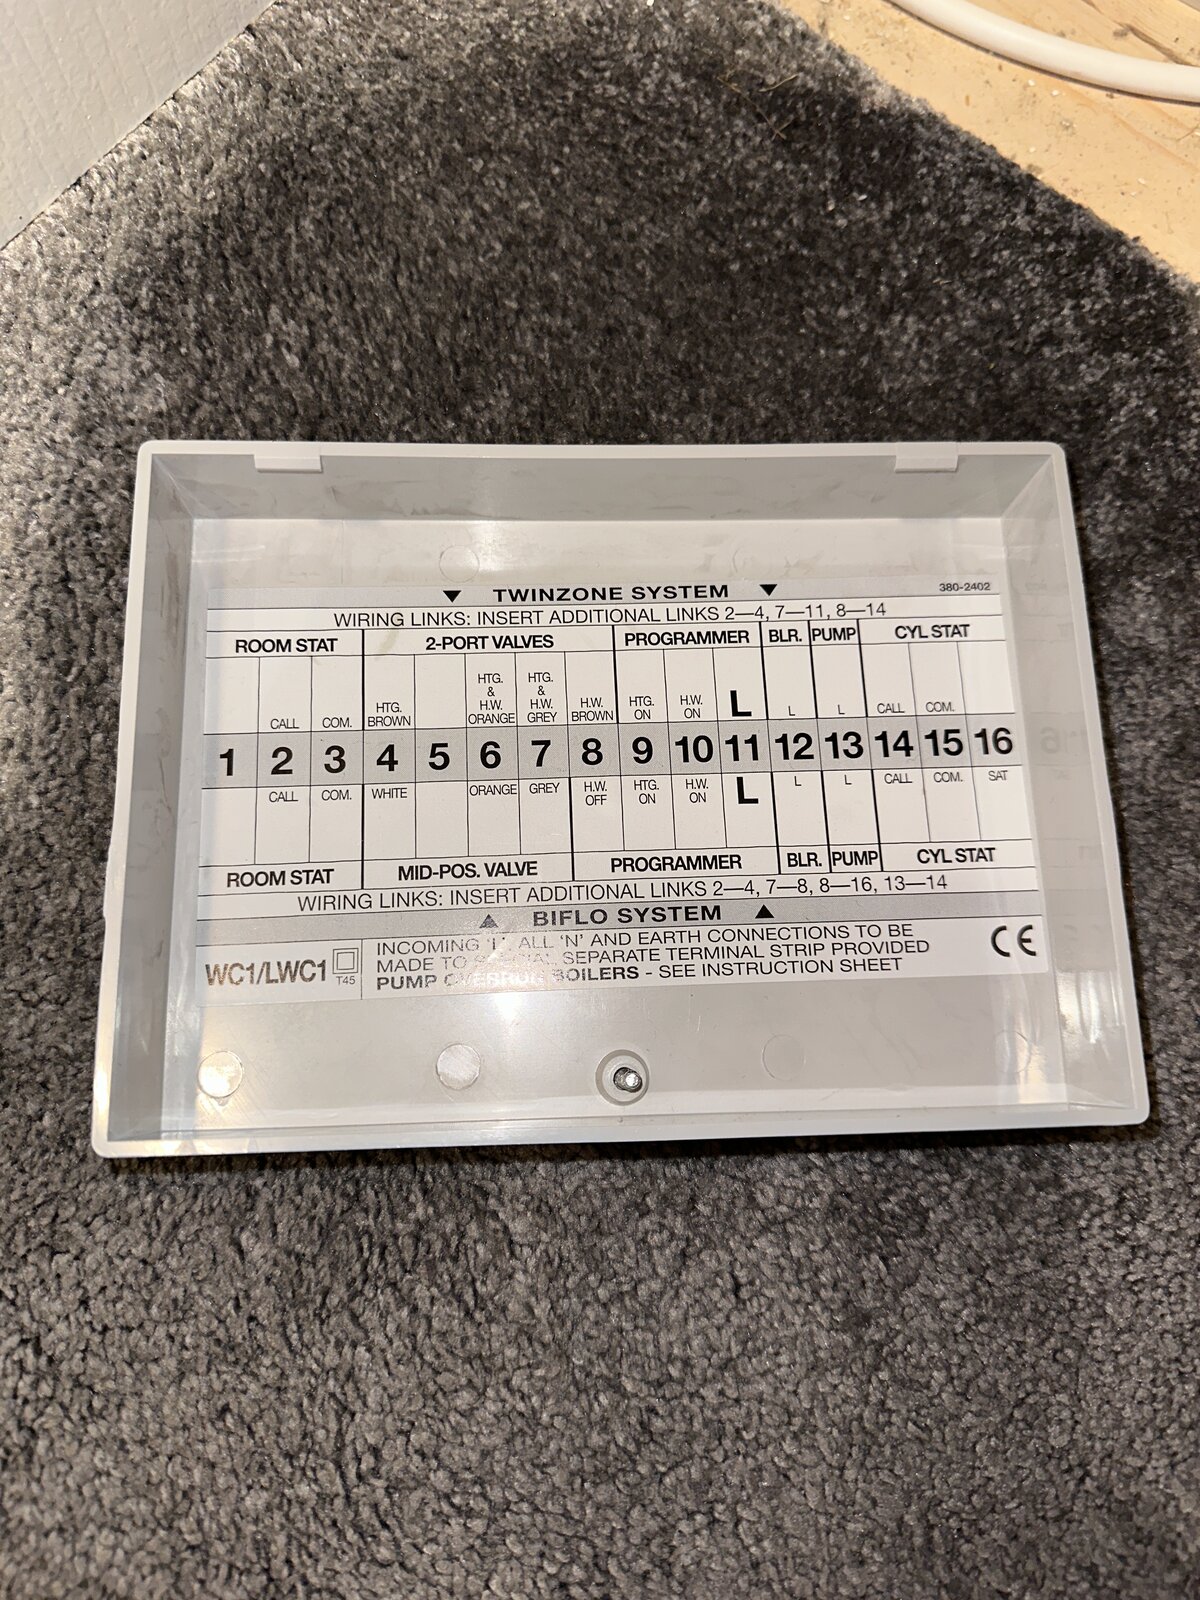 ▼ TWINZONE SYSTEM ▼ 380-2402
WIRING LINKS: INSERT ADDITIONAL LINKS 2—4, 7—11, 8—14
ROOM STAT 2-PORT VALVES PROGRAMMER BLR. PUMP CYL STAT
CALL COM. HTG. BROWN HTG. & H.W. ORANGE HTG. & H.W. GREY H.W. BROWN HTG. ON H.W. ON L L L CALL COM.
1 2 3 4 5 6 7 8 9 10 11 12 13 14 15 16
CALL COM. WHITE ORANGE GREY H.W. OFF HTG. ON H.W. ON L L L CALL COM. SAT
ROOM STAT MID-POS. VALVE PROGRAMMER BLR. PUMP CYL STAT
WIRING LINKS: INSERT ADDITIONAL LINKS 2—4, 7—8, 8—16, 13—14
▲ BIFLO SYSTEM ▲
WC1/LWC1 T45
INCOMING 'L', ALL 'N' AND EARTH CONNECTIONS TO BE
MADE TO SPECIAL SEPARATE TERMINAL STRIP PROVIDED
PUMP OVERRUN BOILERS - SEE INSTRUCTION SHEET
CE